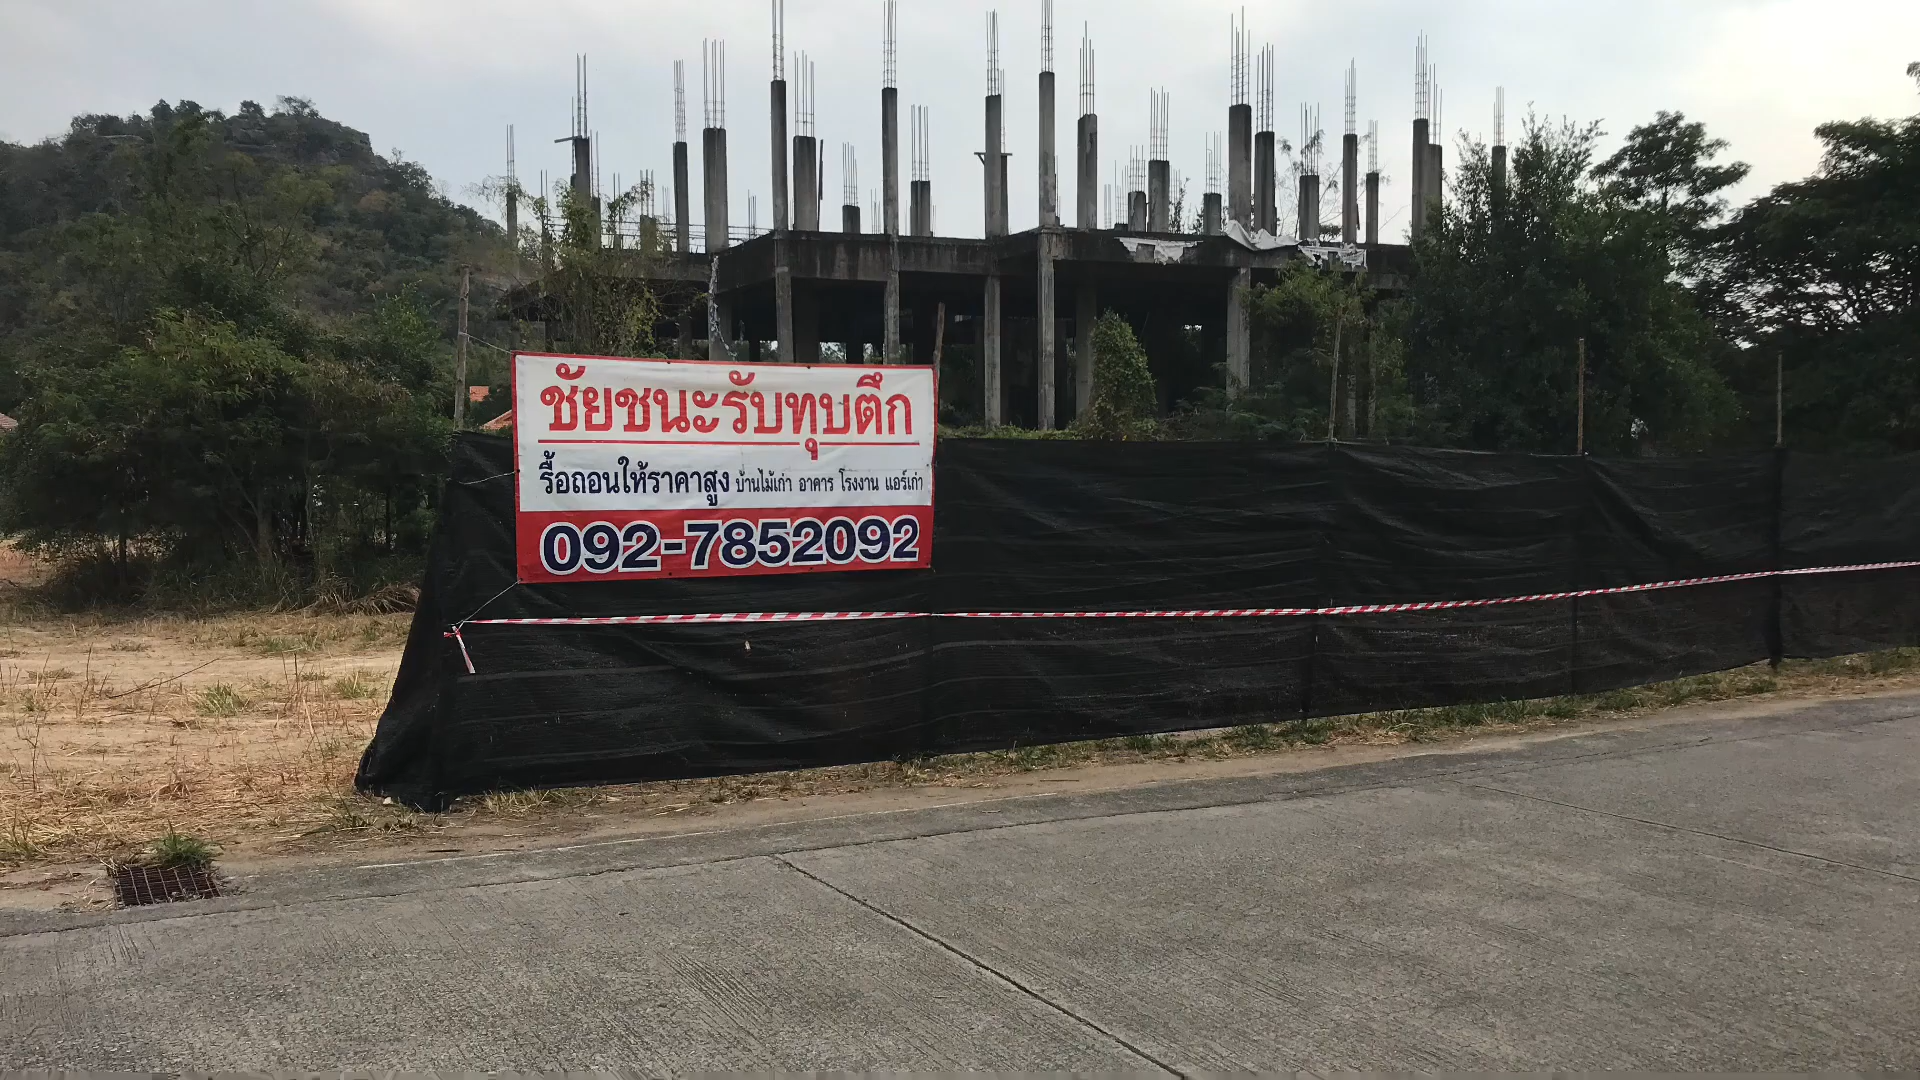 ชัยชนะรับทุบตึก
รื้อถอนให้ราคาสูง บ้านไม้เก่า อาคาร โรงงาน แอร์เก่า
092-7852092